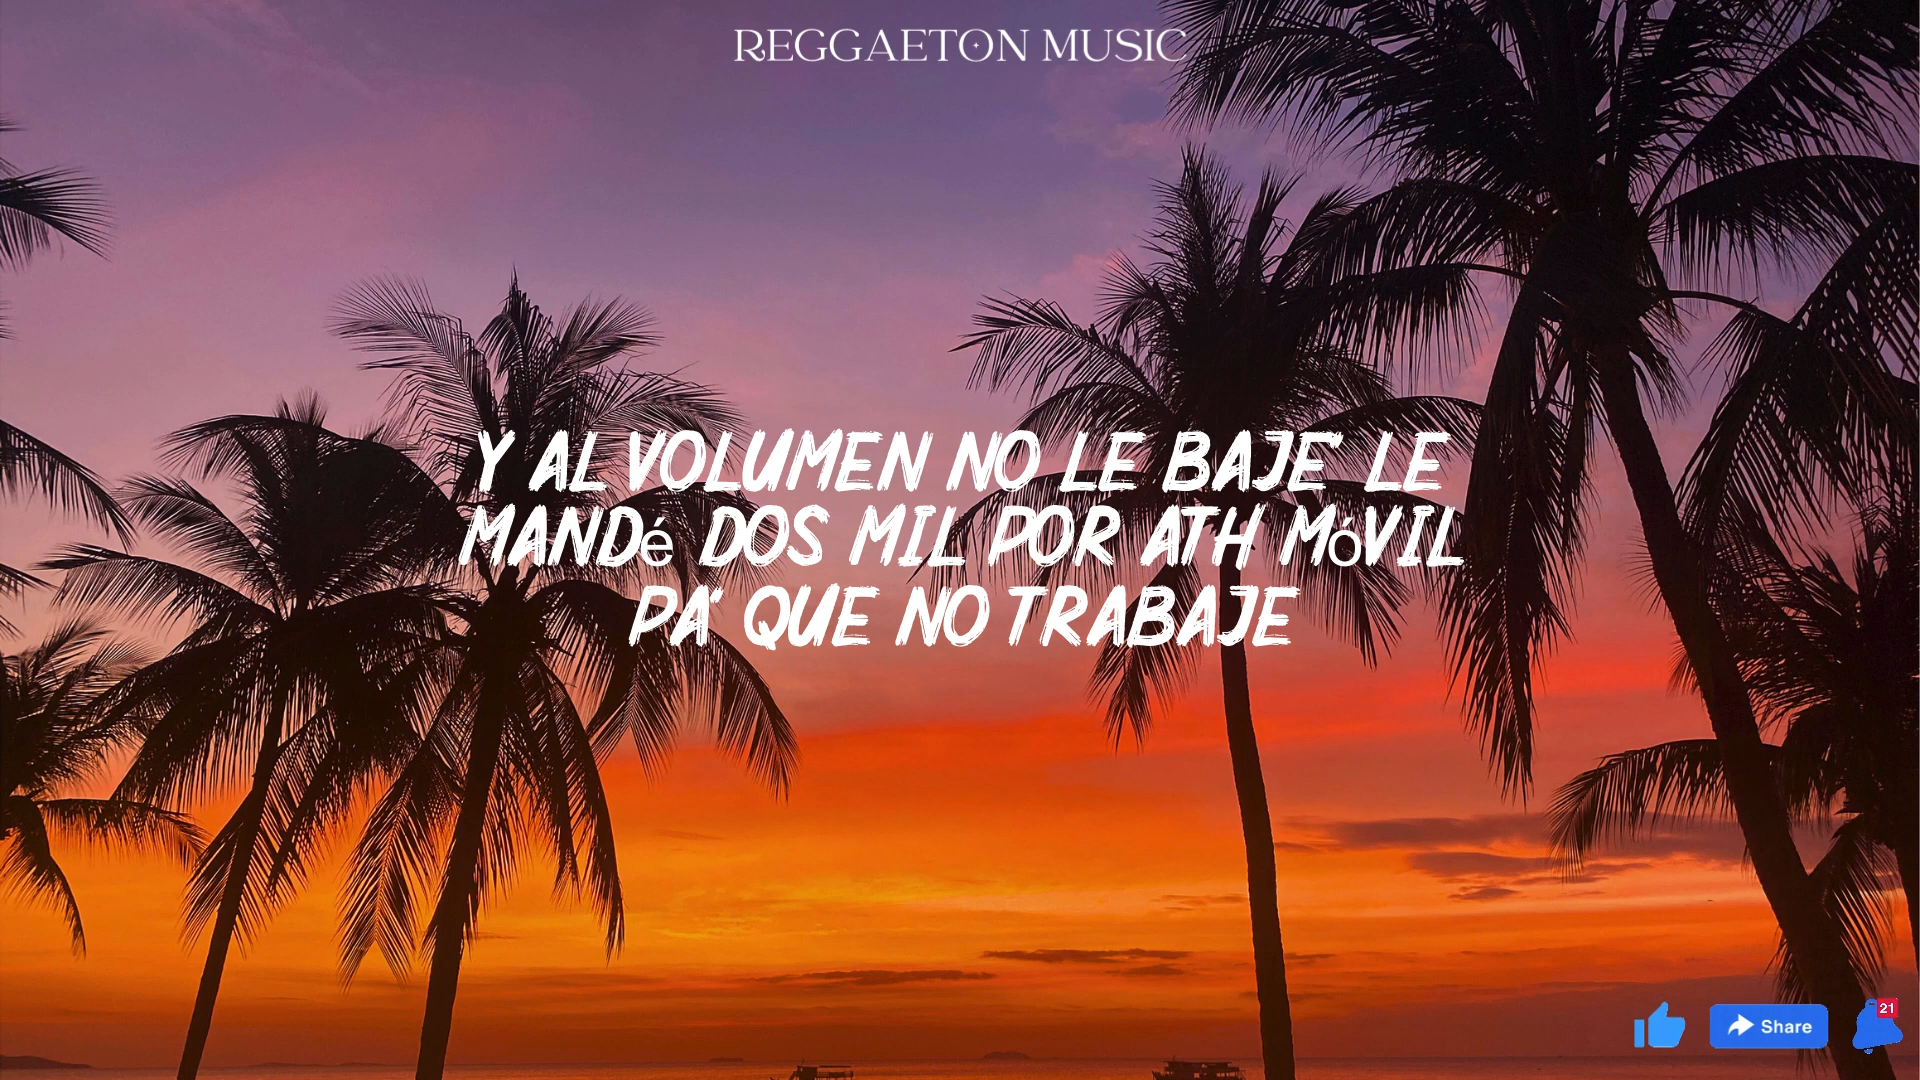 REGGAETON MUSIC
Y AL VOLUMEN NO LE BAJE' LE
MANDé DOS MIL POR ATH MóVIL
PA' QUE NO TRABAJE
Share
21